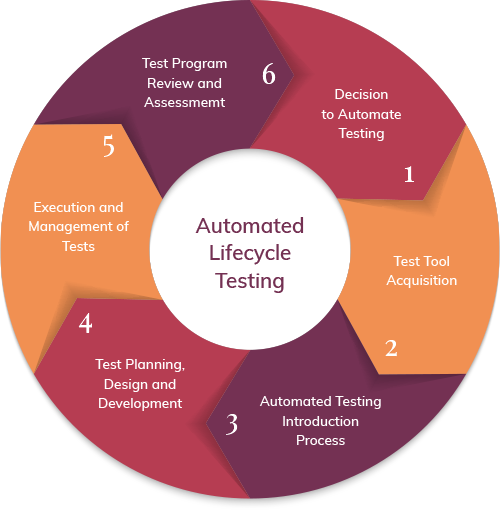 Automated
Lifecycle
Testing
Decision
to Automate
Testing
1
Test Tool
Acquisition
2
Automated Testing
Introduction
Process
3
Test Planning,
Design and
Development
4
Execution and
Management of
Tests
5
Test Program
Review and
Assessmemt
6